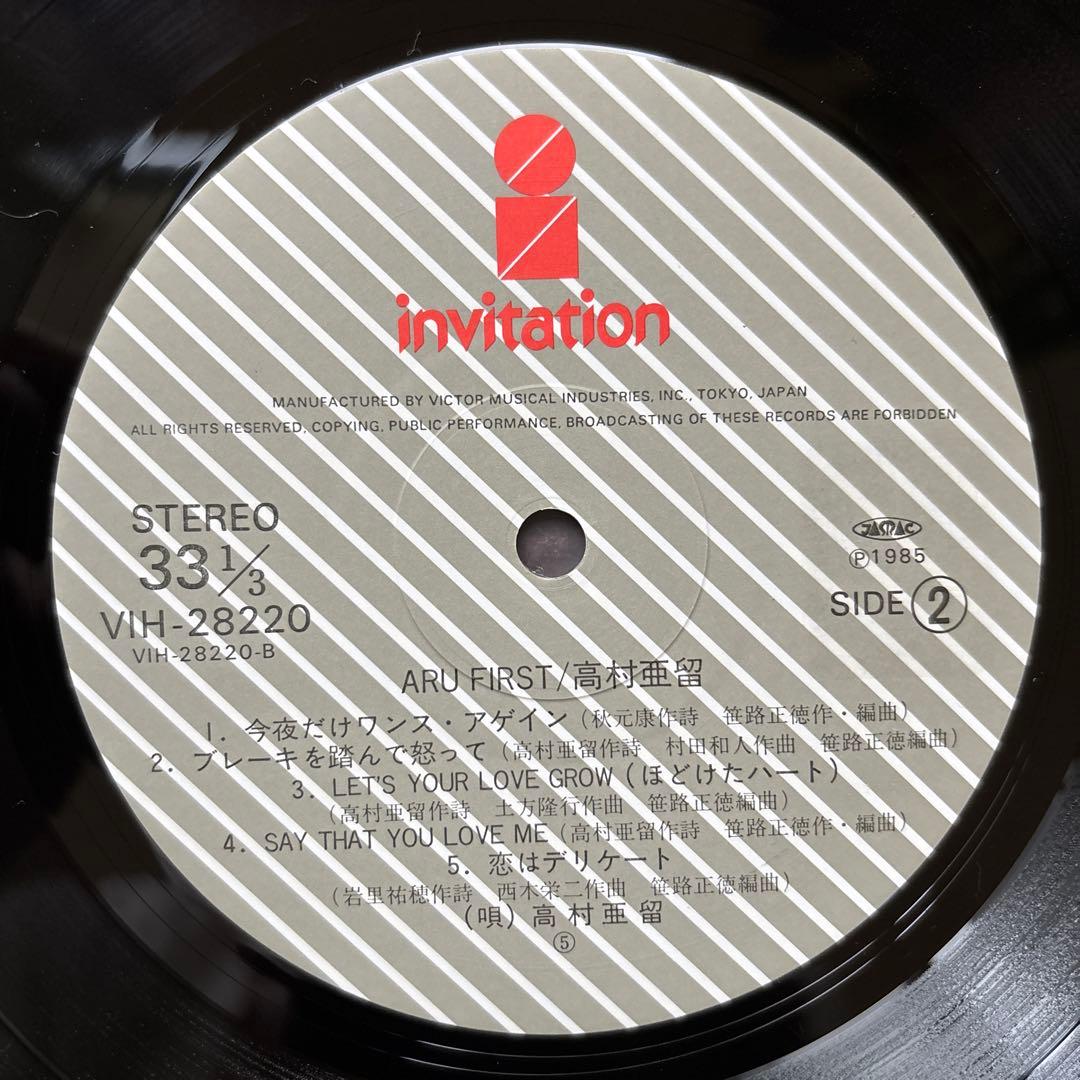 invitation
MANUFACTURED BY VICTOR MUSICAL INDUSTRIES, INC., TOKYO, JAPAN
ALL RIGHTS RESERVED, COPYING, PUBLIC PERFORMANCE, BROADCASTING OF THESE RECORDS ARE FORBIDDEN
STEREO
33 1/3
VIH-28220
VIH-28220-B
JASRAC
Ⓟ1985
SIDE ②
ARU FIRST/高村亜留
1. 今夜だけワンス・アゲイン (秋元康作詩 笹路正徳作・編曲)
2. ブレーキを踏んで怒って (高村亜留作詩 村田和人作曲 笹路正徳編曲)
3. LET'S YOUR LOVE GROW (ほどけたハート)
(高村亜留作詩 土方隆行作曲 笹路正徳編曲)
4. SAY THAT YOU LOVE ME (高村亜留作詩 笹路正徳作・編曲)
5. 恋はデリケート
(岩里祐穂作詩 西木栄二作曲 笹路正徳編曲)
(唄) 高村亜留
⑤